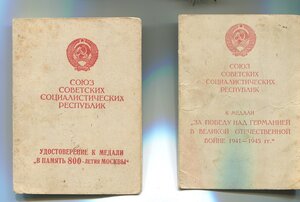 СОЮЗ
СОВЕТСКИХ
СОЦИАЛИСТИЧЕСКИХ
РЕСПУБЛИК
УДОСТОВЕРЕНИЕ К МЕДАЛИ
„В ПАМЯТЬ 800-летия МОСКВЫ“
СОЮЗ
СОВЕТСКИХ
СОЦИАЛИСТИЧЕСКИХ
РЕСПУБЛИК
К МЕДАЛИ
"ЗА ПОБЕДУ НАД ГЕРМАНИЕЙ
В ВЕЛИКОЙ ОТЕЧЕСТВЕННОЙ
ВОЙНЕ 1941—1945 гг."